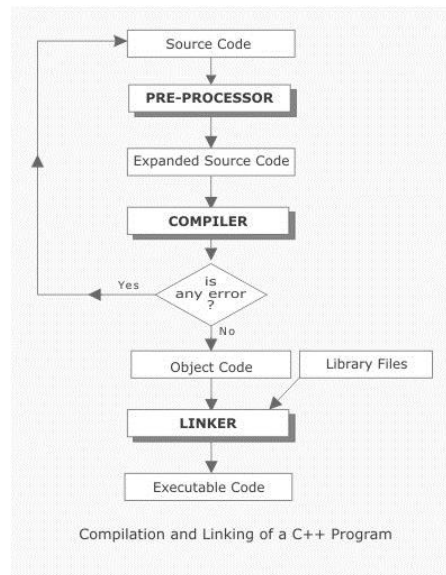 Source Code
PRE-PROCESSOR
Expanded Source Code
COMPILER
is
any error
?
Yes
No
Object Code
Library Files
LINKER
Executable Code
Compilation and Linking of a C++ Program